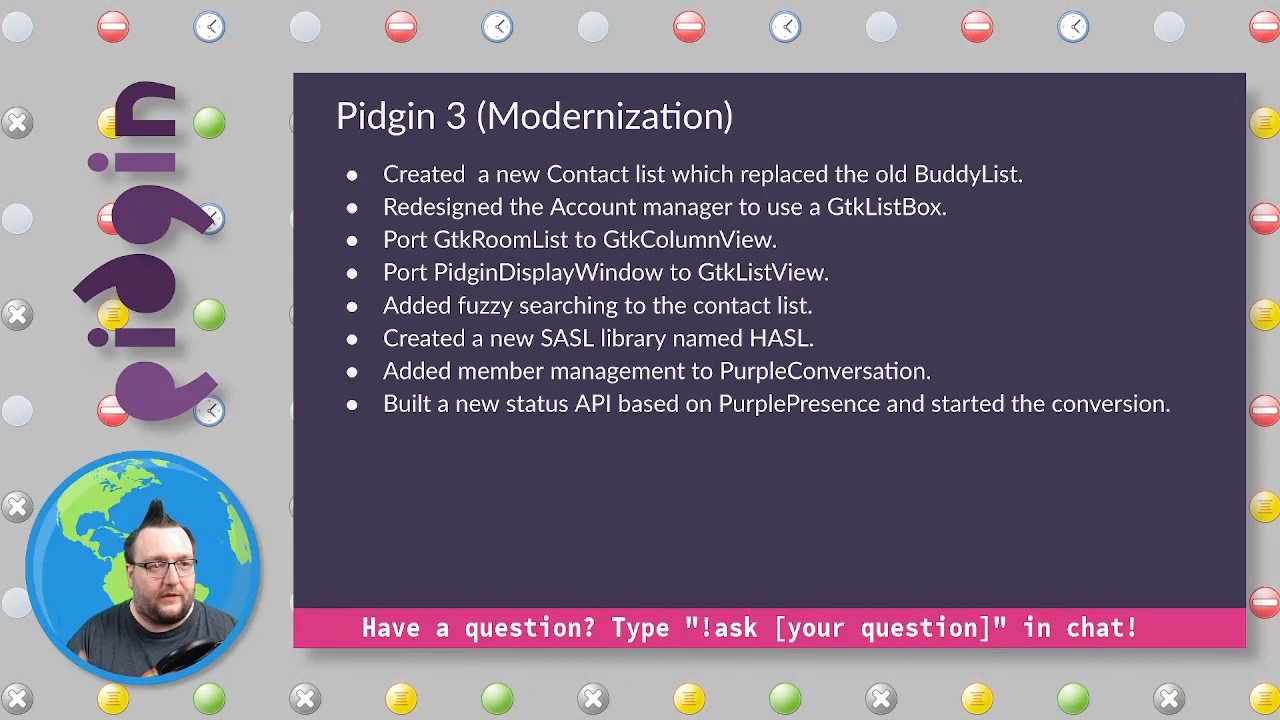 pidgin
Pidgin 3 (Modernization)
● Created  a new Contact list which replaced the old BuddyList.
● Redesigned the Account manager to use a GtkListBox.
● Port GtkRoomList to GtkColumnView.
● Port PidginDisplayWindow to GtkListView.
● Added fuzzy searching to the contact list.
● Created a new SASL library named HASL.
● Added member management to PurpleConversation.
● Built a new status API based on PurplePresence and started the conversion.
Have a question? Type "!ask [your question]" in chat!